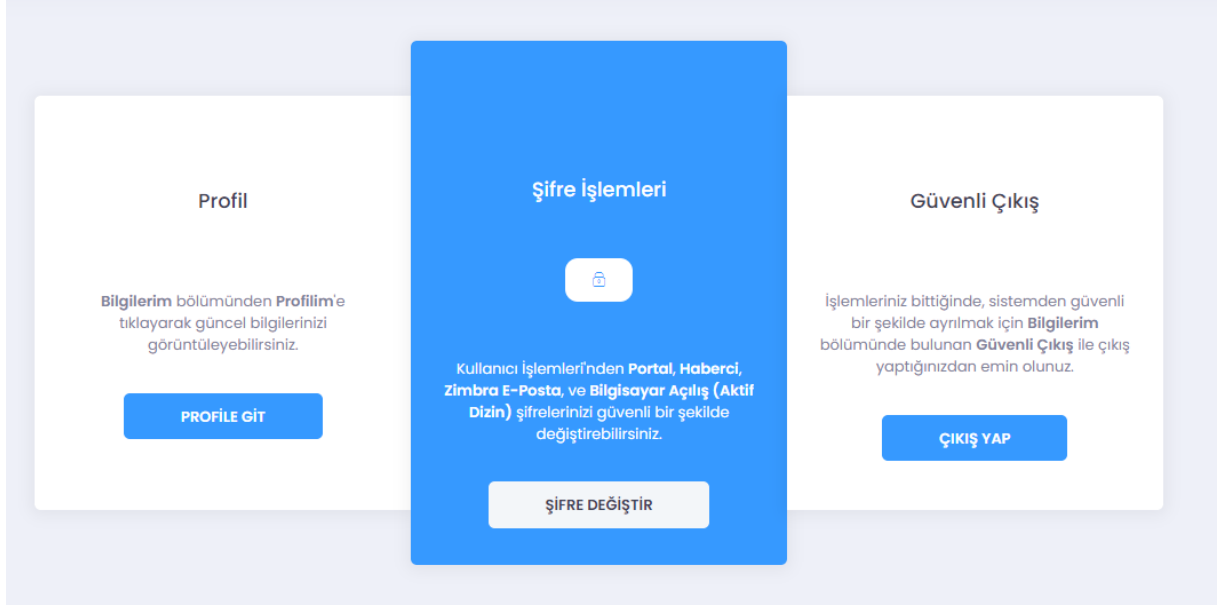 Profil
Bilgilerim bölümünden Profilim'e
tıklayarak güncel bilgilerinizi
görüntüleyebilirsiniz.
PROFİLE GİT
Şifre İşlemleri
Kullanıcı İşlemleri'nden Portal, Haberci,
Zimbra E-Posta, ve Bilgisayar Açılış (Aktif
Dizin) şifrelerinizi güvenli bir şekilde
değiştirebilirsiniz.
ŞİFRE DEĞİŞTİR
Güvenli Çıkış
İşlemleriniz bittiğinde, sistemden güvenli
bir şekilde ayrılmak için Bilgilerim
bölümünde bulunan Güvenli Çıkış ile çıkış
yaptığınızdan emin olunuz.
ÇIKIŞ YAP